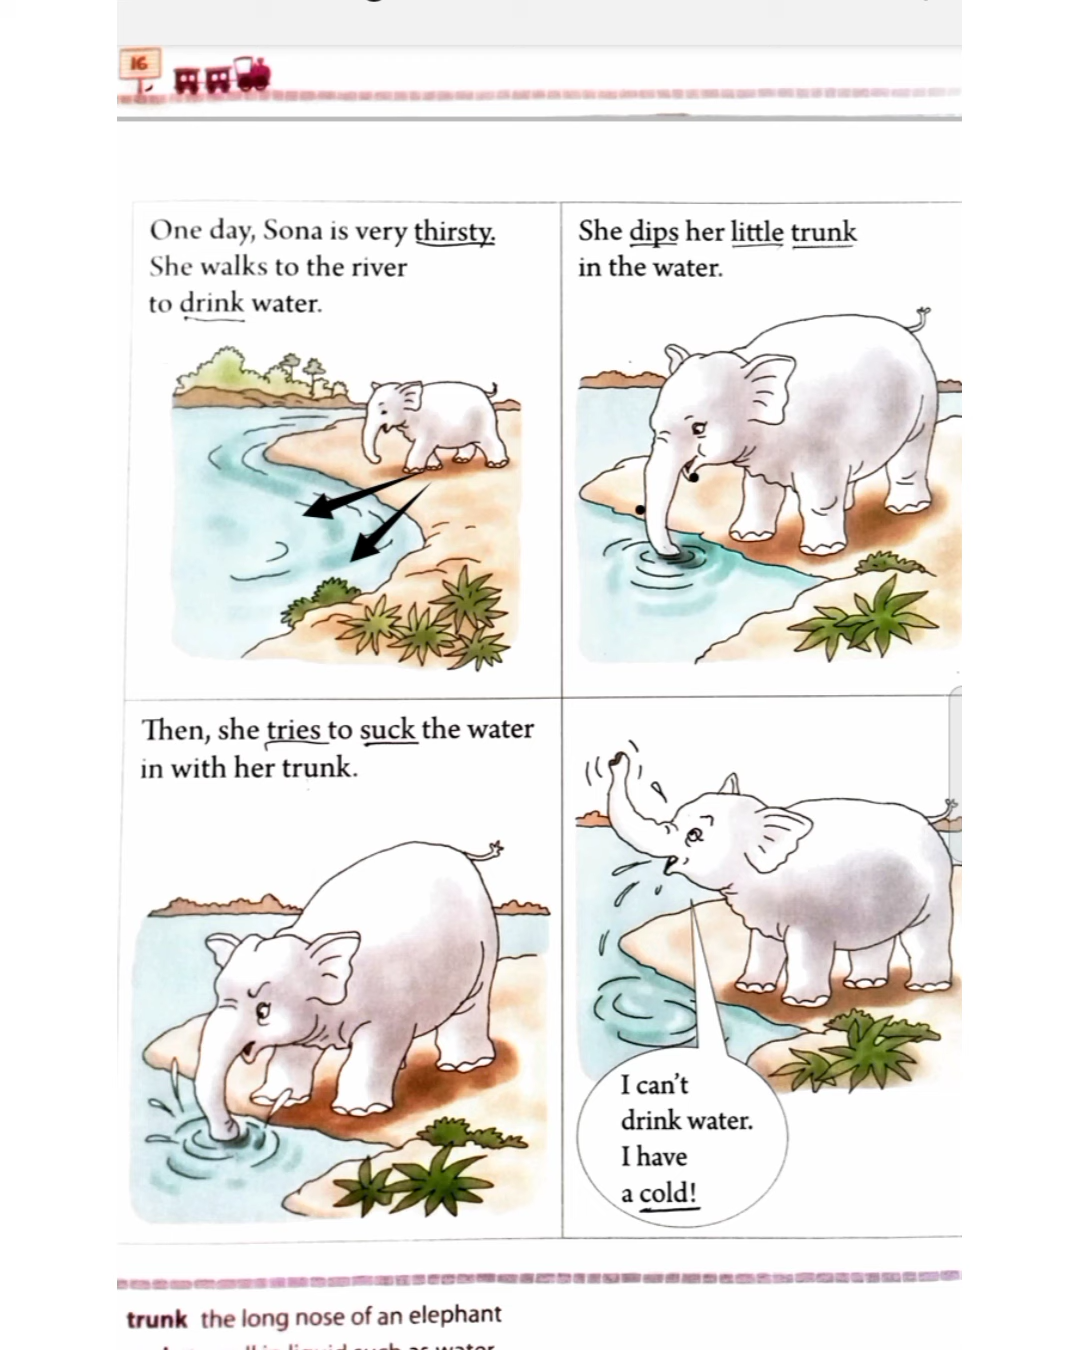 16
One day, Sona is very thirsty.
She walks to the river
to drink water.
She dips her little trunk
in the water.
Then, she tries to suck the water
in with her trunk.
I can't
drink water.
I have
a cold!
trunk the long nose of an elephant